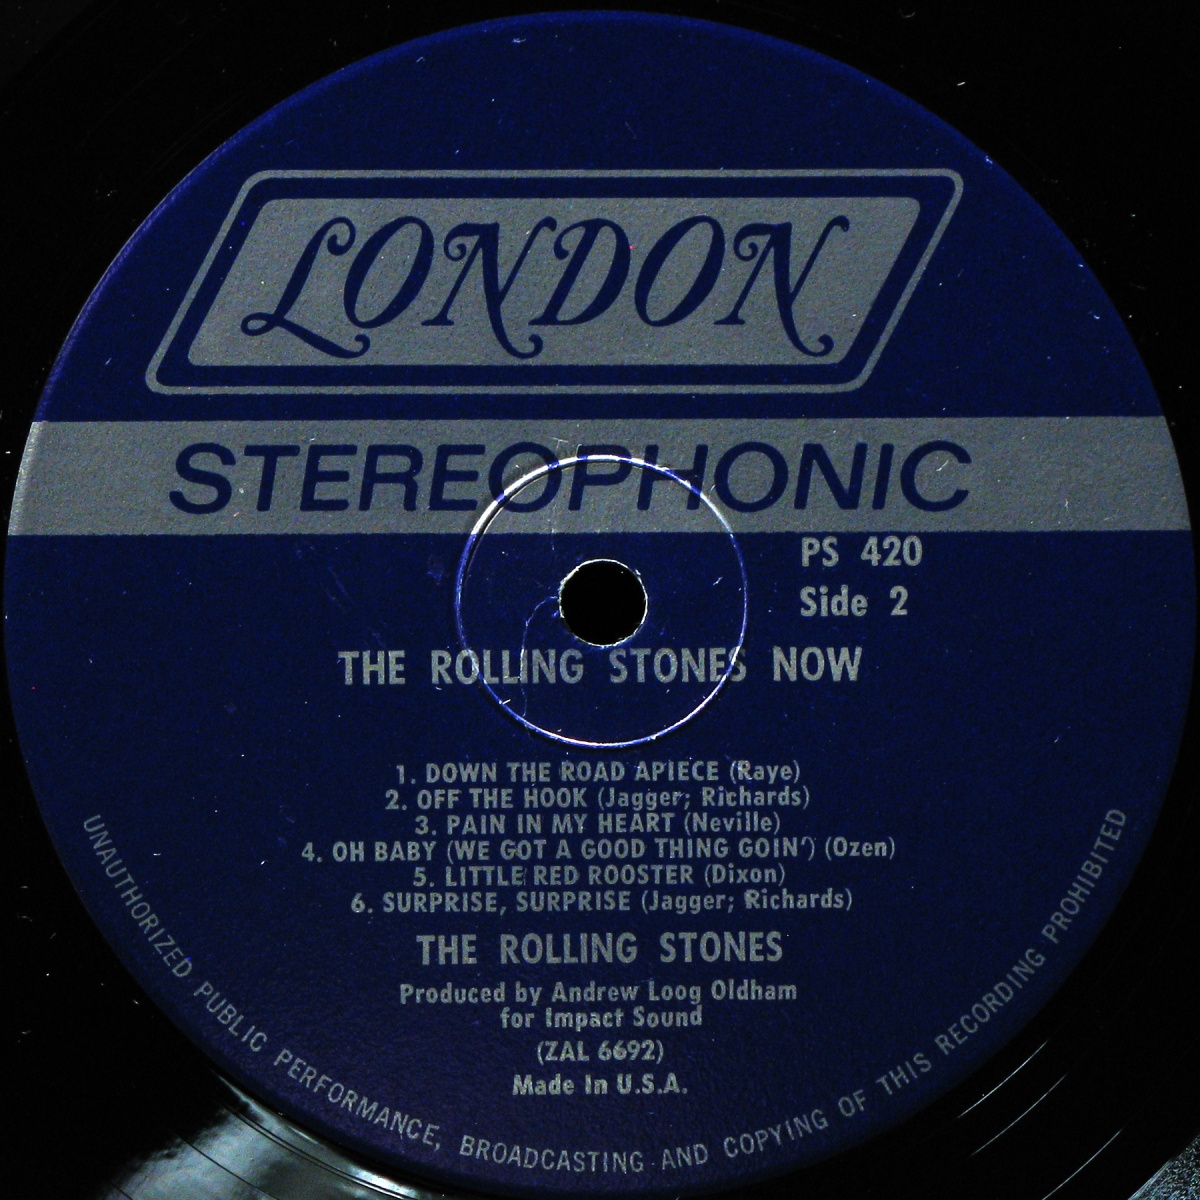 LONDON
STEREOPHONIC
PS 420
Side 2
THE ROLLING STONES NOW
1. DOWN THE ROAD APIECE (Raye)
2. OFF THE HOOK (Jagger; Richards)
3. PAIN IN MY HEART (Neville)
4. OH BABY (WE GOT A GOOD THING GOIN') (Ozen)
5. LITTLE RED ROOSTER (Dixon)
6. SURPRISE, SURPRISE (Jagger; Richards)
THE ROLLING STONES
Produced by Andrew Loog Oldham
for Impact Sound
(ZAL 6692)
Made In U.S.A.
UNAUTHORIZED PUBLIC PERFORMANCE, BROADCASTING AND COPYING OF THIS RECORDING PROHIBITED